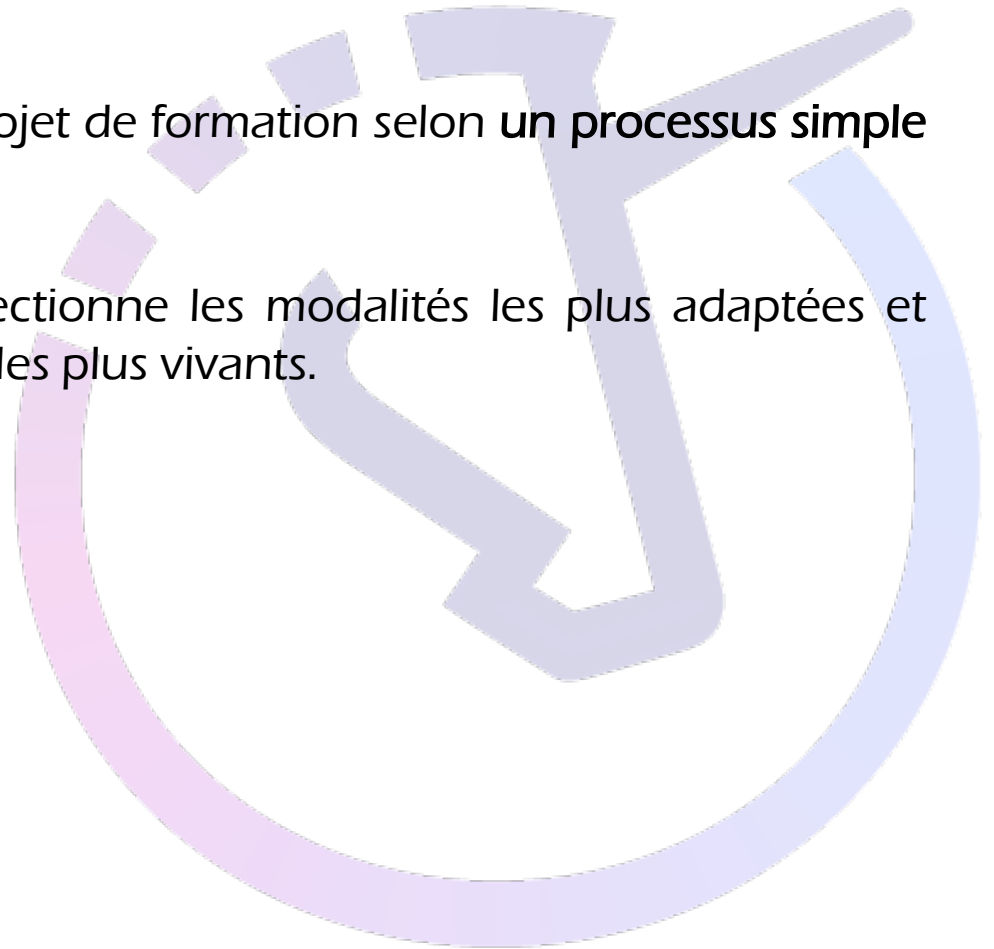 ojet de formation selon un processus simple
ectionne les modalités les plus adaptées et
les plus vivants.